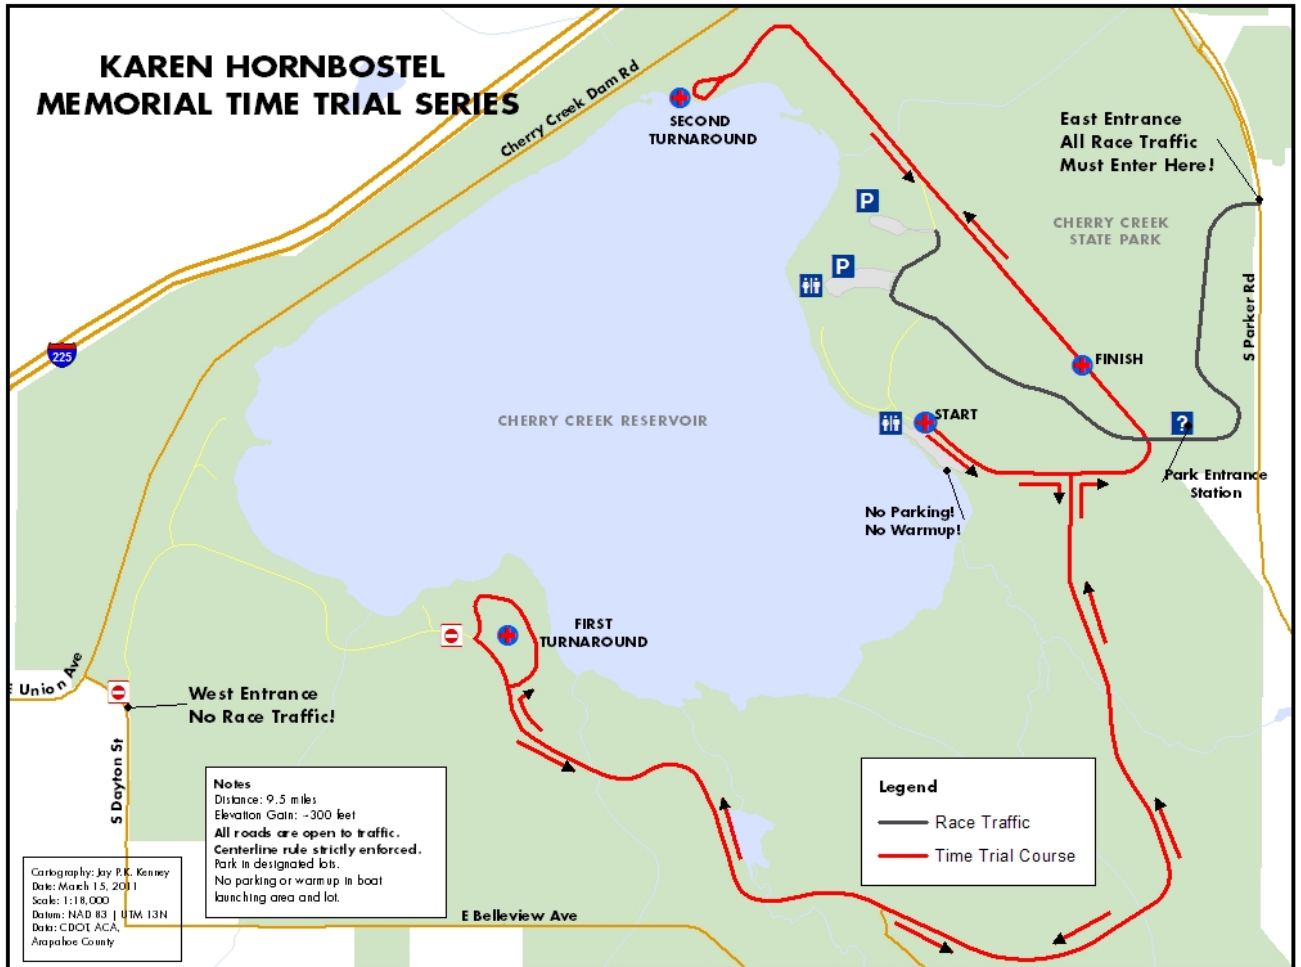 KAREN HORNBOSTEL
MEMORIAL TIME TRIAL SERIES
Cherry Creek Dam Rd
SECOND
TURNAROUND
East Entrance
All Race Traffic
Must Enter Here!
P
CHERRY CREEK
STATE PARK
P
S Parker Rd
225
FINISH
CHERRY CREEK RESERVOIR
START
?
Park Entrance
Station
No Parking!
No Warmup!
FIRST
TURNAROUND
E Union Ave
West Entrance
No Race Traffic!
S Dayton St
Notes
Distance: 9.5 miles
Elevation Gain: ~300 feet
All roads are open to traffic.
Centerline rule strictly enforced.
Park in designated lots.
No parking or warmup in boat
launching area and lot.
Legend
Race Traffic
Time Trial Course
Cartography: Jay P.K. Kenney
Date: March 15, 2011
Scale: 1:18,000
Datum: NAD 83 | UTM 13N
Data: CDOT, ACA,
Arapahoe County
E Belleview Ave